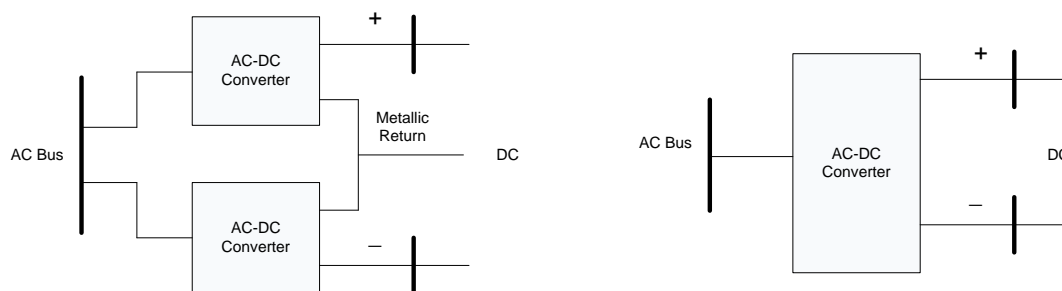 +
AC-DC
Converter
Metallic
Return
AC Bus
DC
AC-DC
Converter
–
+
AC Bus
AC-DC
Converter
DC
–